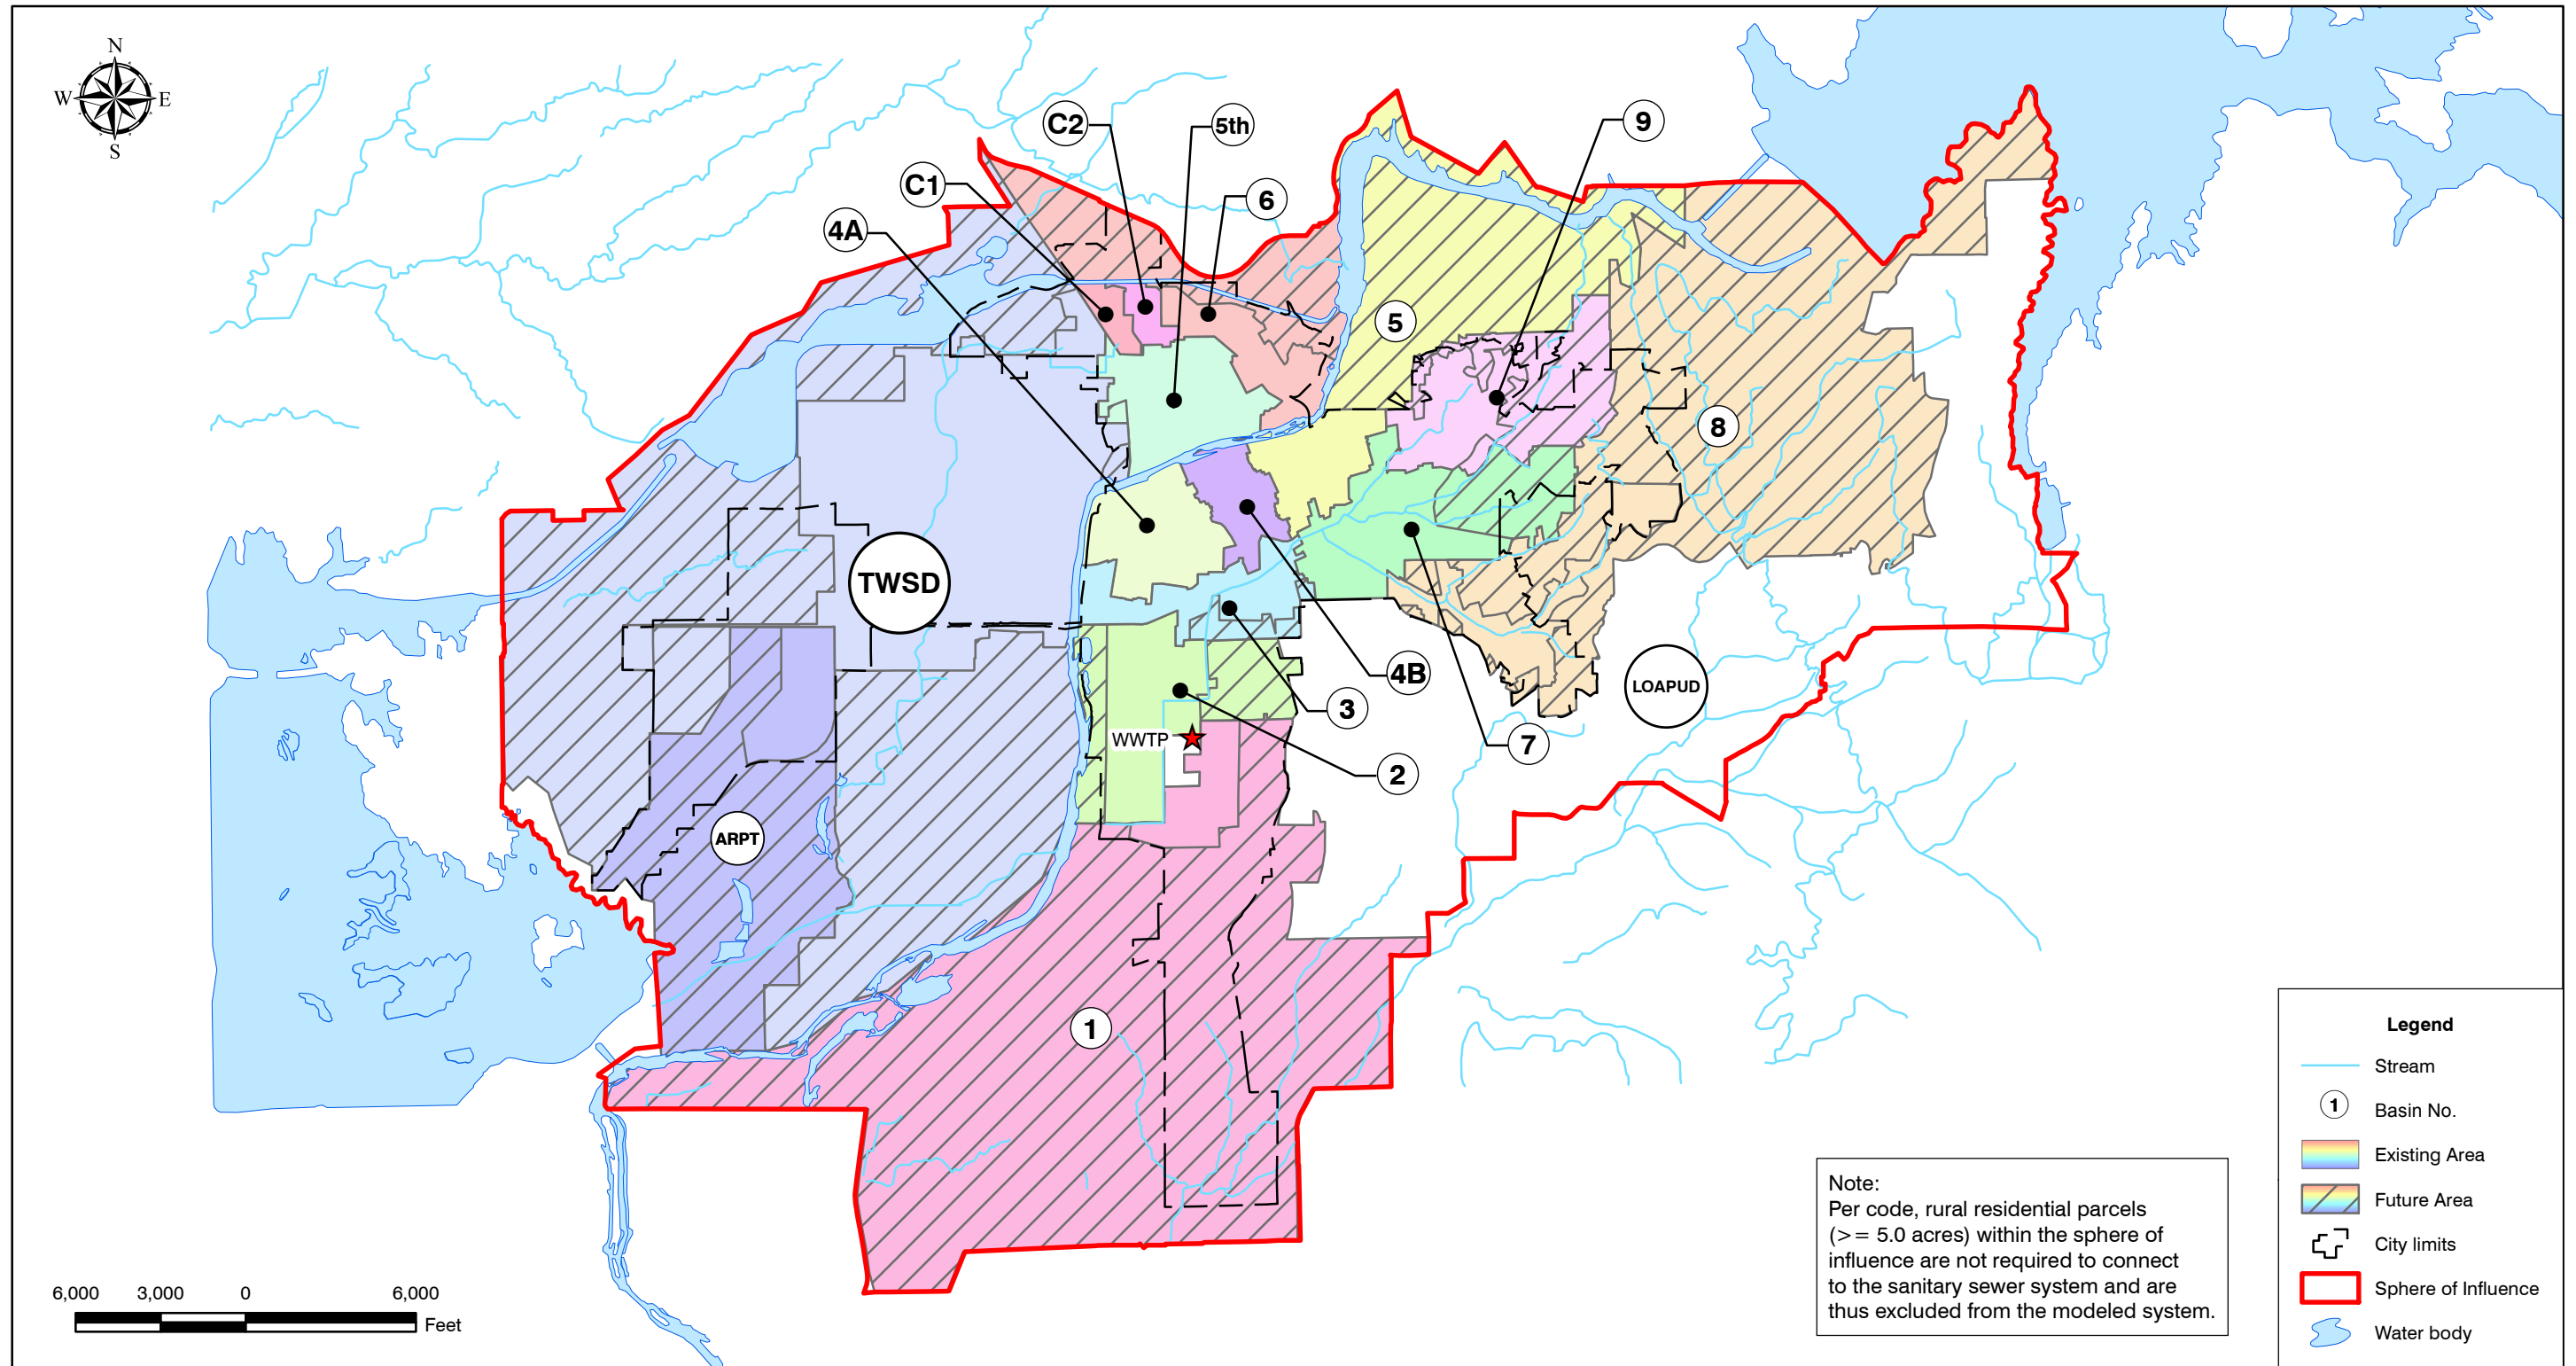 N
W
E
S
C2
5th
9
C1
6
4A
5
8
TWSD
4B
LOAPUD
3
WWTP
7
2
ARPT
1
Legend
Stream
1
Basin No.
Existing Area
Future Area
City limits
Sphere of Influence
Water body
Note:
Per code, rural residential parcels
(>= 5.0 acres) within the sphere of
influence are not required to connect
to the sanitary sewer system and are
thus excluded from the modeled system.
6,000 3,000 0 6,000
Feet